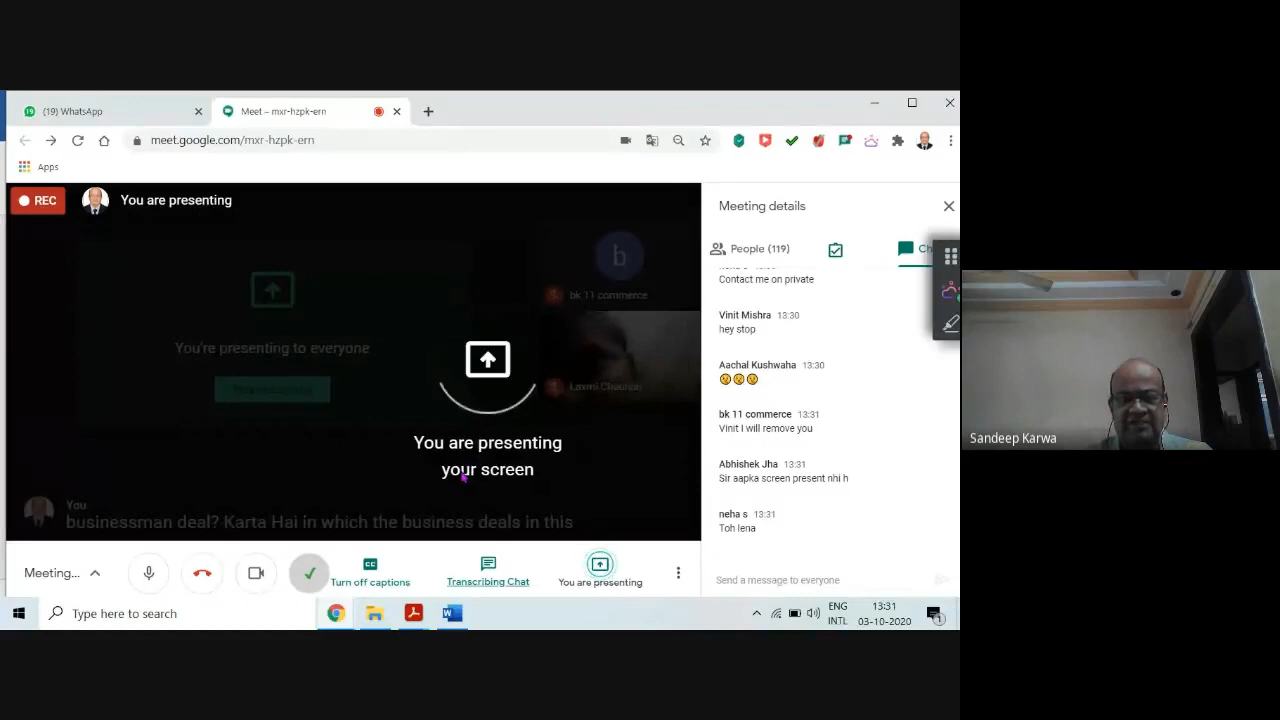 (19) WhatsApp
Meet – mxr-hzpk-ern
meet.google.com/mxr-hzpk-ern
Apps
REC
You are presenting
Meeting details
People (119)
Contact me on private
Vinit Mishra 13:30
hey stop
Aachal Kushwaha 13:30
bk 11 commerce 13:31
Vinit I will remove you
Abhishek Jha 13:31
Sir aapka screen present nhi h
neha s 13:31
Toh lena
Send a message to everyone
b
bk 11 commerce
You're presenting to everyone
Laxmi Chauhan
You are presenting
your screen
You
businessman deal? Karta Hai in which the business deals in this
Meeting...
CC
Turn off captions
Transcribing Chat
You are presenting
Type here to search
ENG
INTL
13:31
03-10-2020
Sandeep Karwa